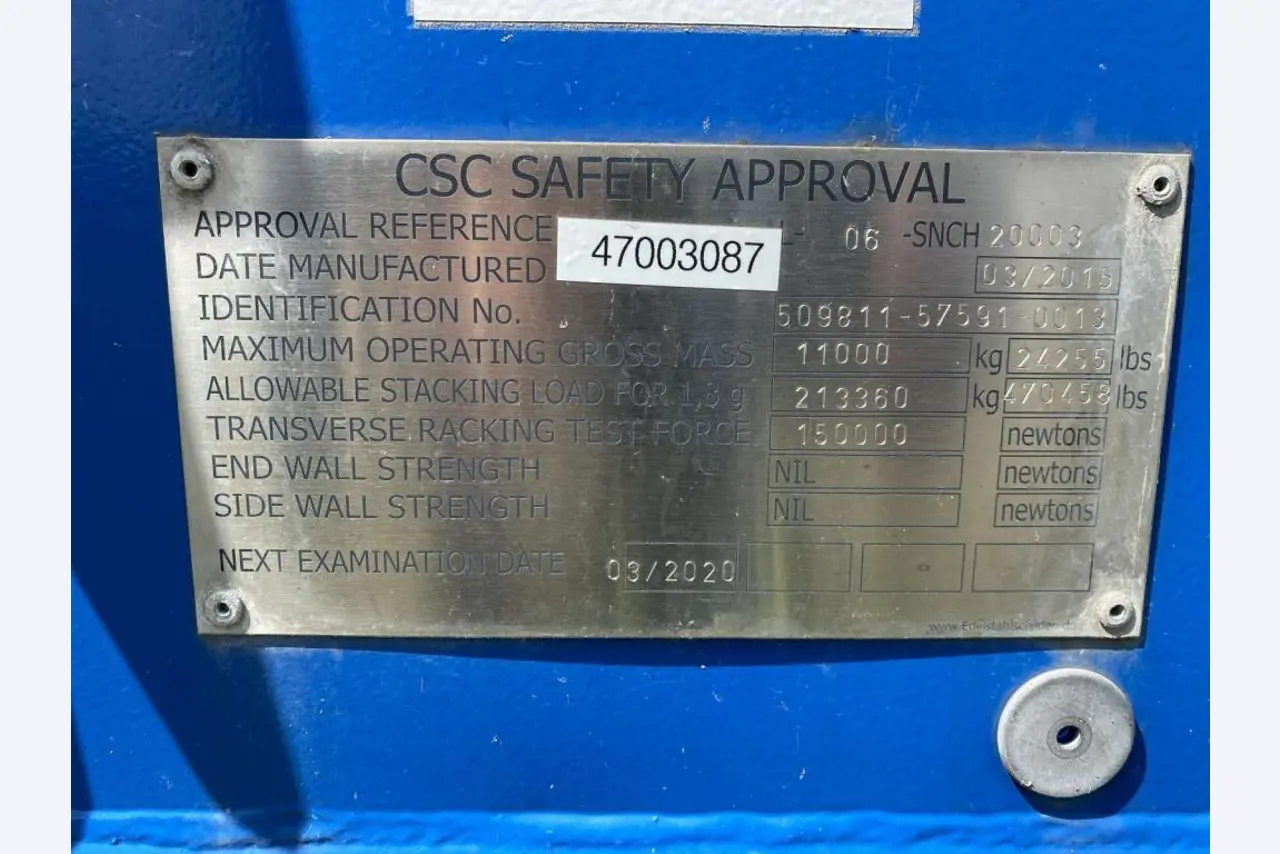 CSC SAFETY APPROVAL
APPROVAL REFERENCE L- 06 -SNCH 20003
47003087
DATE MANUFACTURED 03/2015
IDENTIFICATION No. 509811-57591-0013
MAXIMUM OPERATING GROSS MASS 11000 kg 24255 lbs
ALLOWABLE STACKING LOAD FOR 1,8 g 213360 kg 470458 lbs
TRANSVERSE RACKING TEST FORCE 150000 newtons
END WALL STRENGTH NIL newtons
SIDE WALL STRENGTH NIL newtons
NEXT EXAMINATION DATE 03/2020